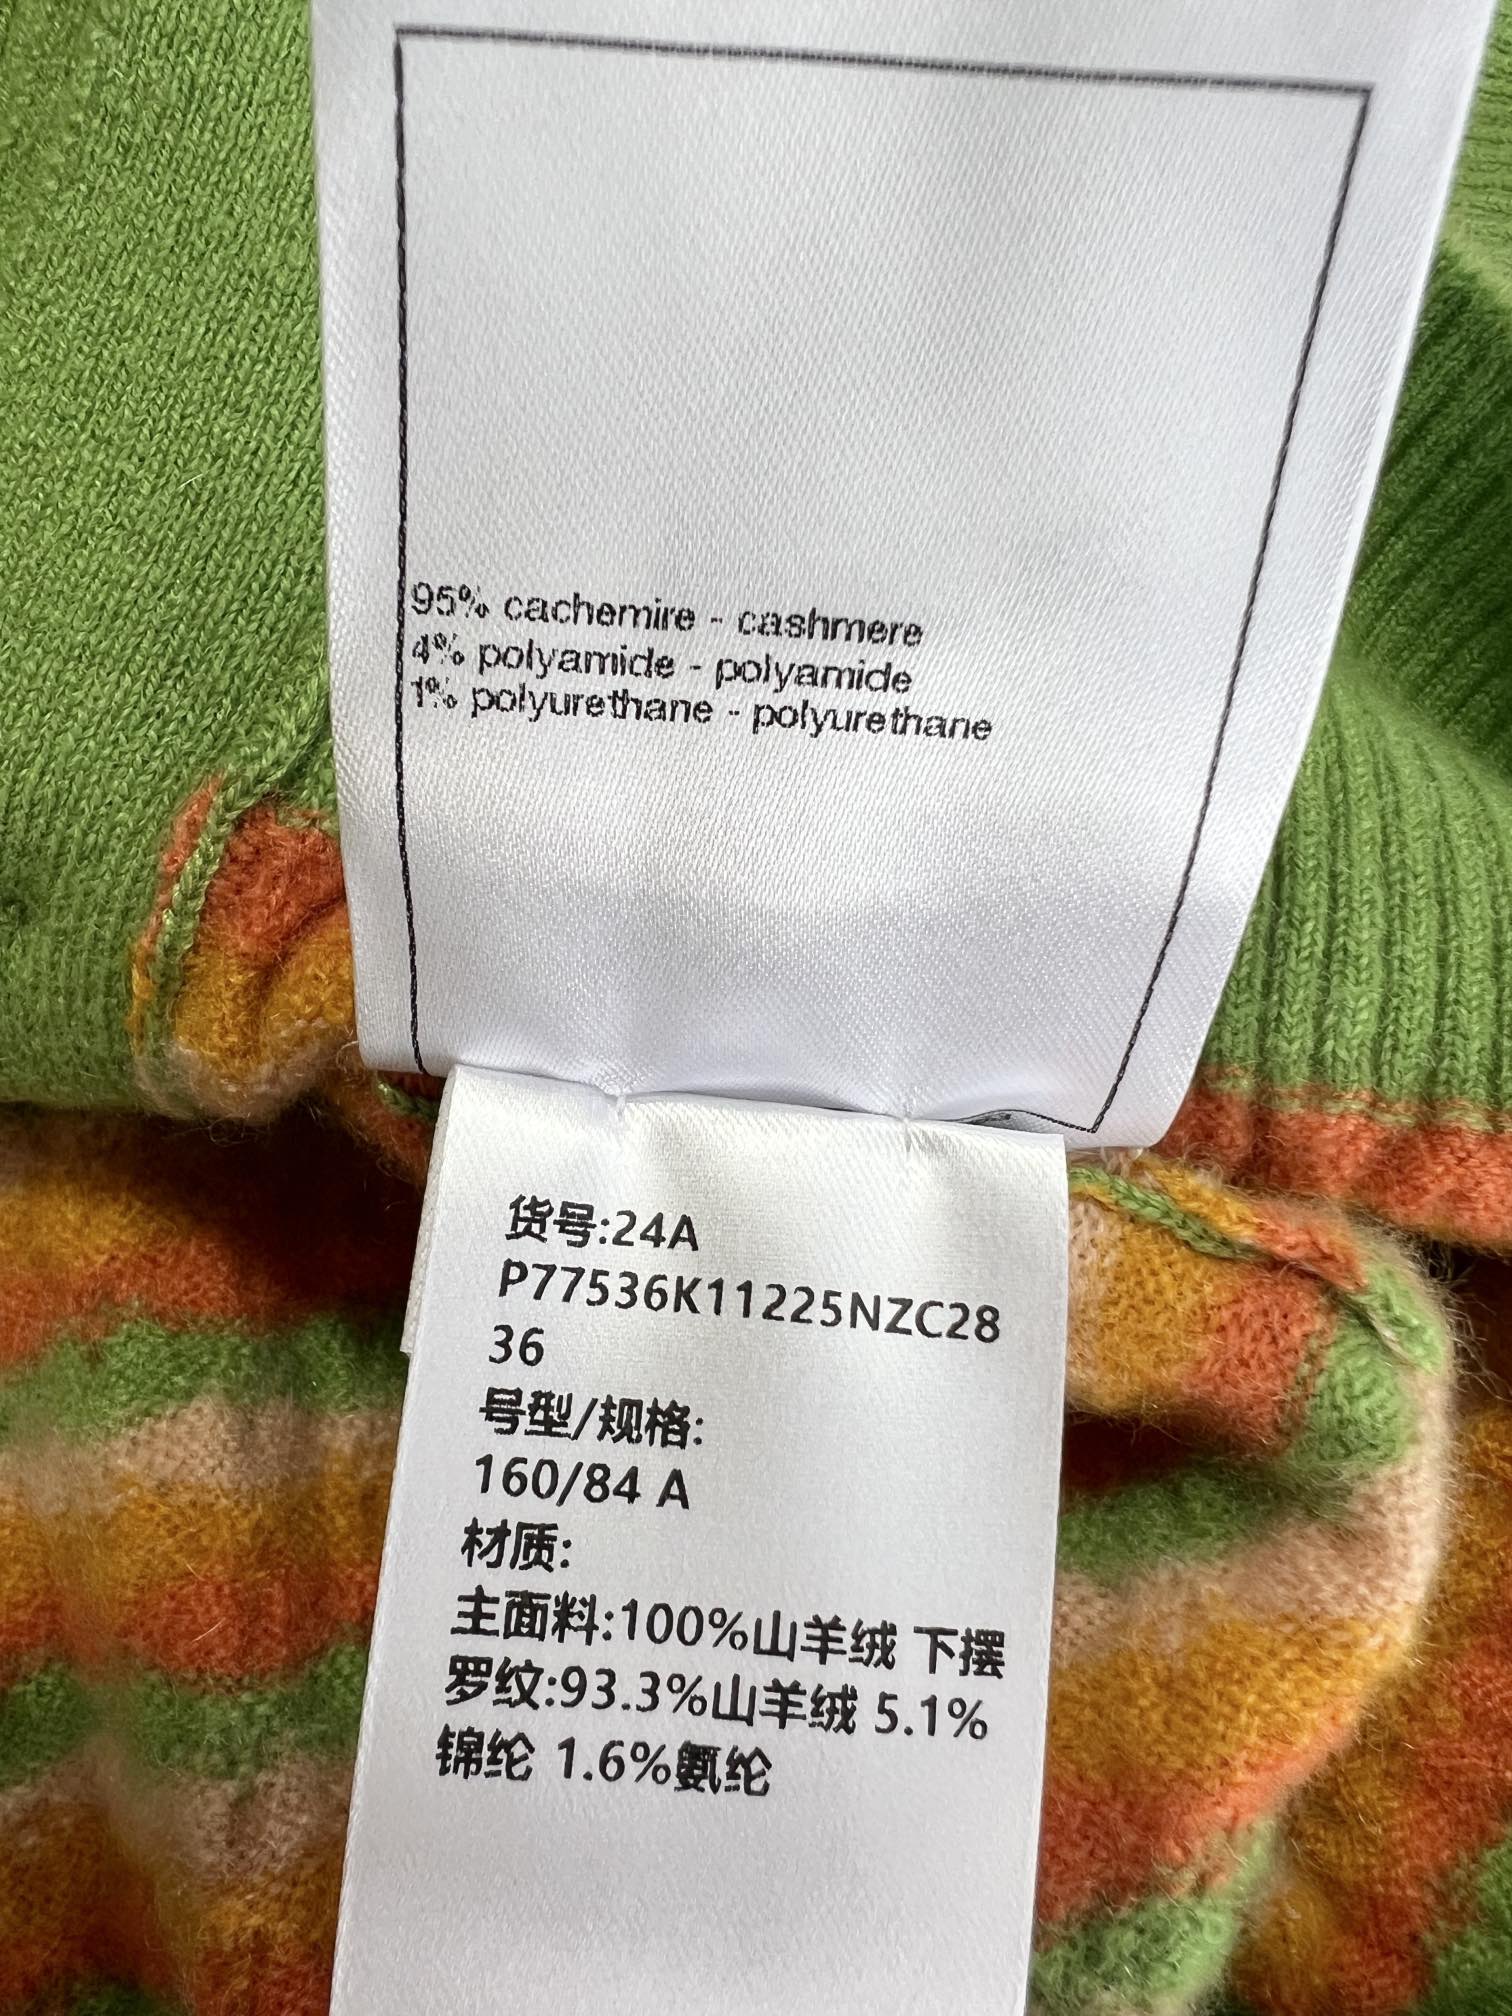 95% cachemire - cashmere
4% polyamide - polyamide
1% polyurethane - polyurethane
货号:24A
P77536K11225NZC28
36
号型/规格:
160/84 A
材质:
主面料:100%山羊绒 下摆
罗纹:93.3%山羊绒 5.1%
锦纶 1.6%氨纶